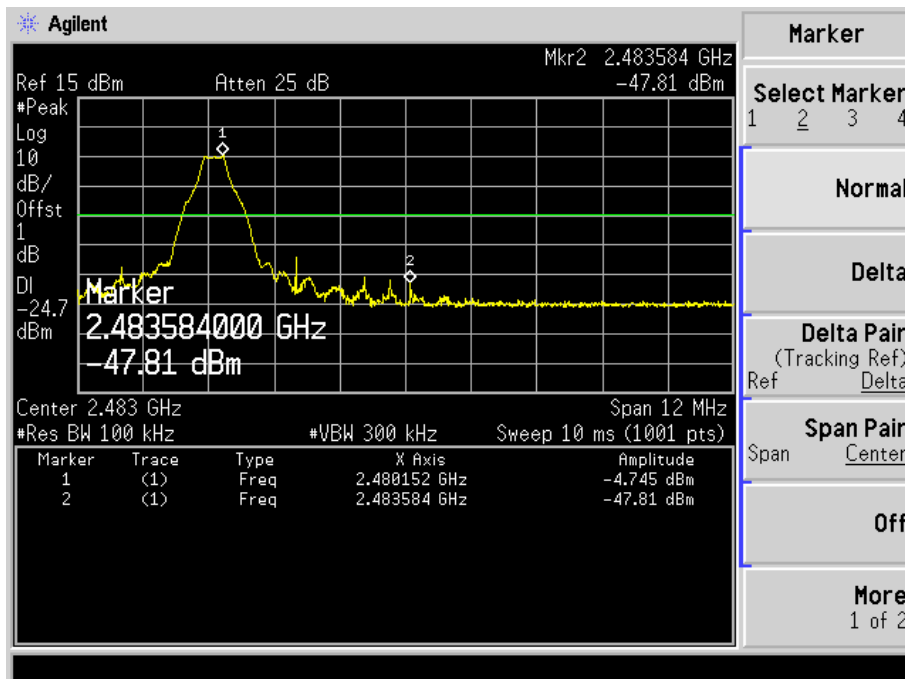 Agilent
Marker
Mkr2 2.483584 GHz
Ref 15 dBm Atten 25 dB -47.81 dBm
#Peak
Log
10
dB/
Offst
1
dB
DI
-24.7
dBm
1
2
Marker
2.483584000 GHz
-47.81 dBm
Center 2.483 GHz Span 12 MHz
#Res BW 100 kHz #VBW 300 kHz Sweep 10 ms (1001 pts)
Marker Trace Type X Axis Amplitude
1 (1) Freq 2.480152 GHz -4.745 dBm
2 (1) Freq 2.483584 GHz -47.81 dBm
Select Marker
1 2 3 4
Normal
Delta
Delta Pair
(Tracking Ref)
Ref Delta
Span Pair
Span Center
Off
More
1 of 2